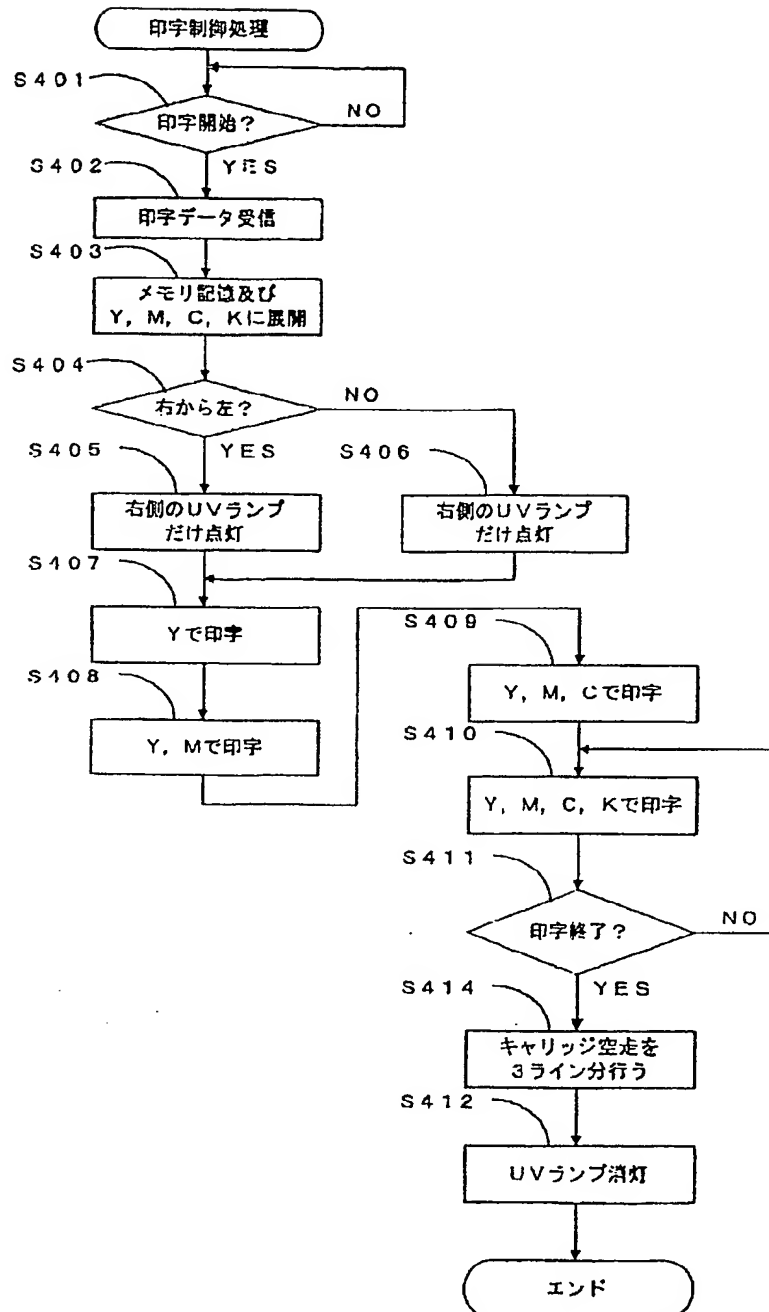 印字制御処理
S401
印字開始？
NO
S402
YES
印字データ受信
S403
メモリ記憶及び
Y，M，C，Kに展開
S404
右から左？
NO
S405
YES
S406
右側のUVランプ
だけ点灯
右側のUVランプ
だけ点灯
S407
Yで印字
S408
Y，Mで印字
S409
Y，M，Cで印字
S410
Y，M，C，Kで印字
S411
印字終了？
NO
S414
YES
キャリッジ空走を
3ライン分行う
S412
UVランプ消灯
エンド